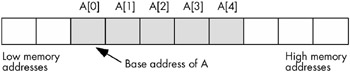 A[0] A[1] A[2] A[3] A[4]
Low memory
addresses
Base address of A
High memory
addresses